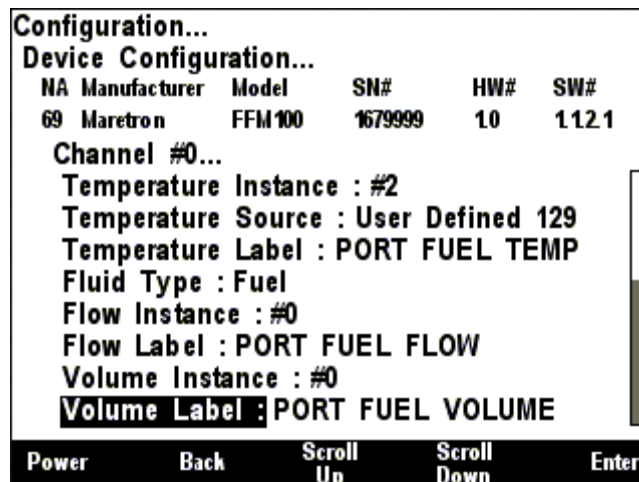 Configuration...
Device Configuration...
NA Manufacturer Model SN# HW# SW#
69 Maretron FFM100 1679999 1.0 1.1.2.1
Channel #0...
Temperature Instance : #2
Temperature Source : User Defined 129
Temperature Label : PORT FUEL TEMP
Fluid Type : Fuel
Flow Instance : #0
Flow Label : PORT FUEL FLOW
Volume Instance : #0
Volume Label : PORT FUEL VOLUME
Power Back Scroll Up Scroll Down Enter